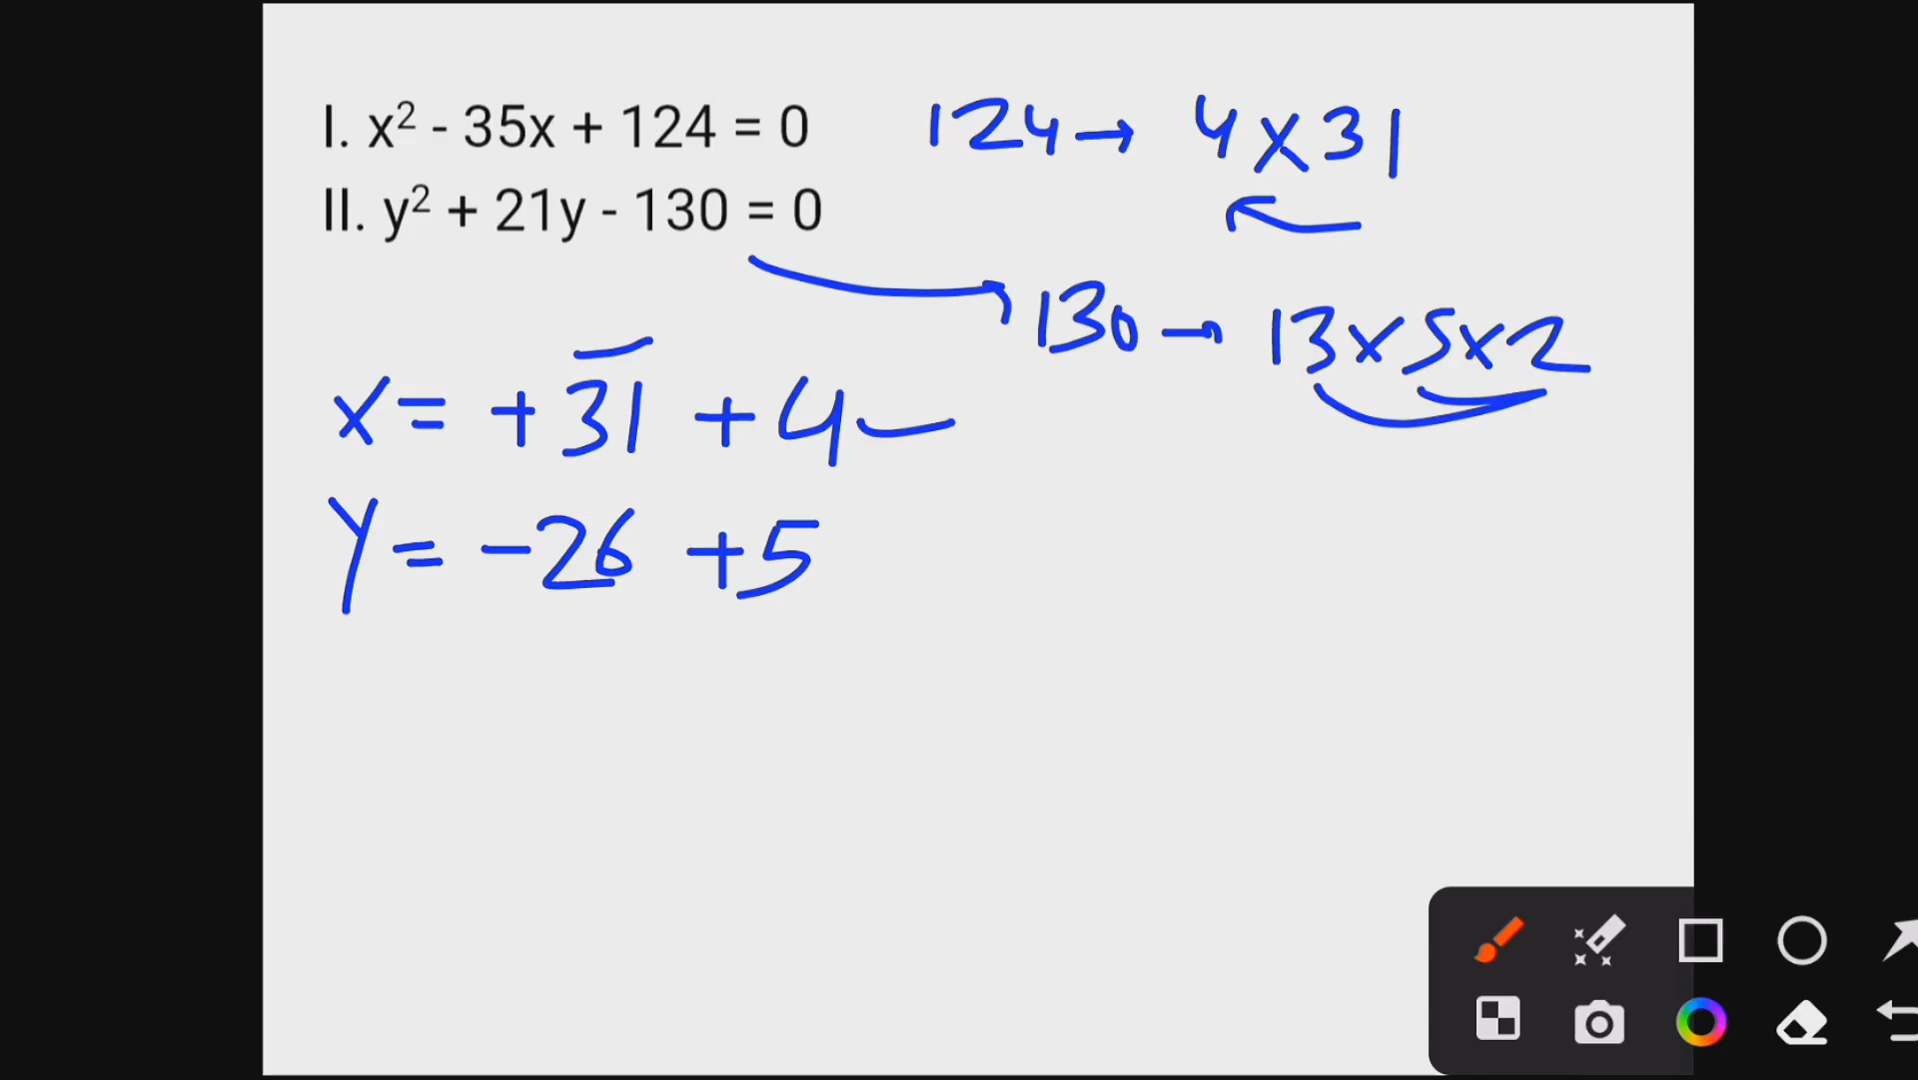 I. x² - 35x + 124 = 0
124 → 4 x 31
II. y² + 21y - 130 = 0
130 → 13 x 5 x 2
x = + 31 + 4
Y = - 26 + 5